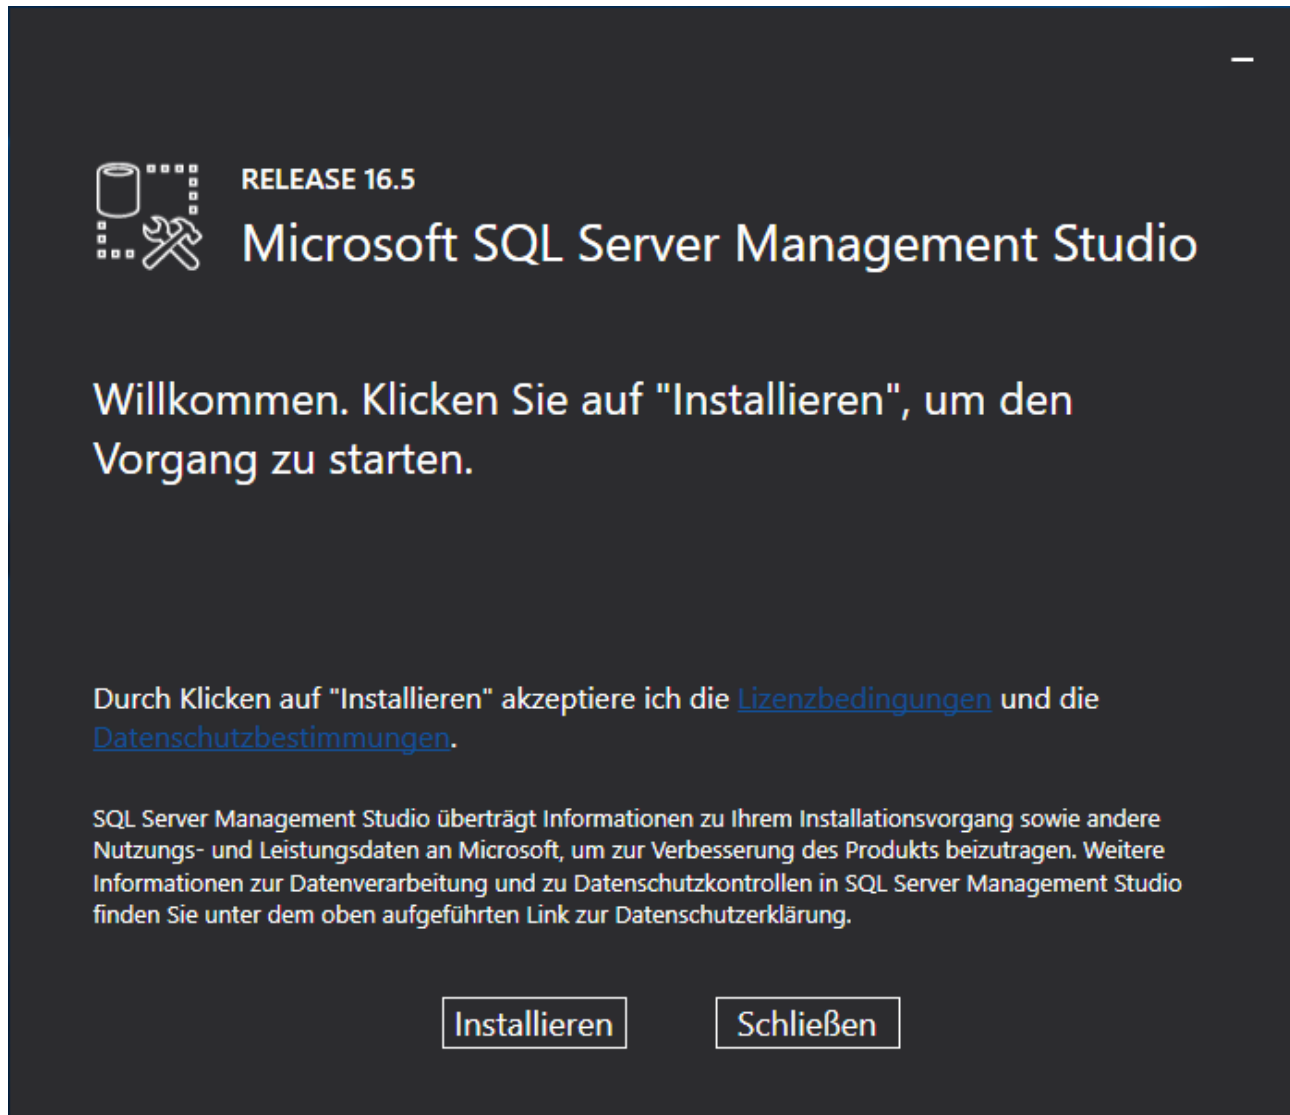 RELEASE 16.5
Microsoft SQL Server Management Studio
Willkommen. Klicken Sie auf "Installieren", um den
Vorgang zu starten.
Durch Klicken auf "Installieren" akzeptiere ich die Lizenzbedingungen und die
Datenschutzbestimmungen.
SQL Server Management Studio überträgt Informationen zu Ihrem Installationsvorgang sowie andere
Nutzungs- und Leistungsdaten an Microsoft, um zur Verbesserung des Produkts beizutragen. Weitere
Informationen zur Datenverarbeitung und zu Datenschutzkontrollen in SQL Server Management Studio
finden Sie unter dem oben aufgeführten Link zur Datenschutzerklärung.
Installieren
Schließen